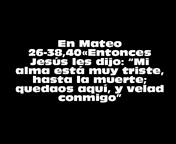 En Mateo
26-38,40«Entonces
Jesús les dijo: “Mi
alma está muy triste,
hasta la muerte;
quedaos aquí, y velad
conmigo”